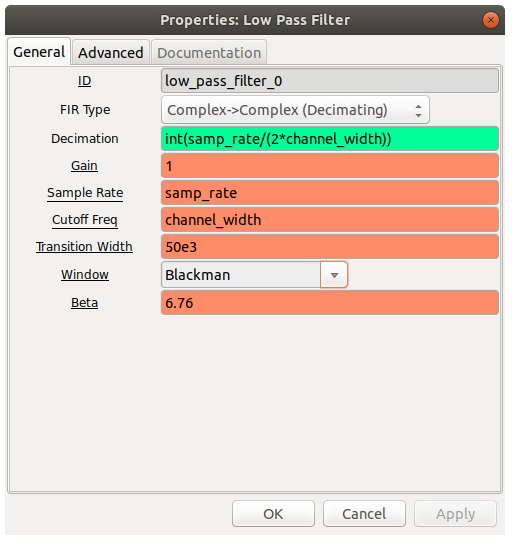 Properties: Low Pass Filter
General Advanced Documentation
ID low_pass_filter_0
FIR Type Complex->Complex (Decimating)
Decimation int(samp_rate/(2*channel_width))
Gain 1
Sample Rate samp_rate
Cutoff Freq channel_width
Transition Width 50e3
Window Blackman
Beta 6.76
OK Cancel Apply